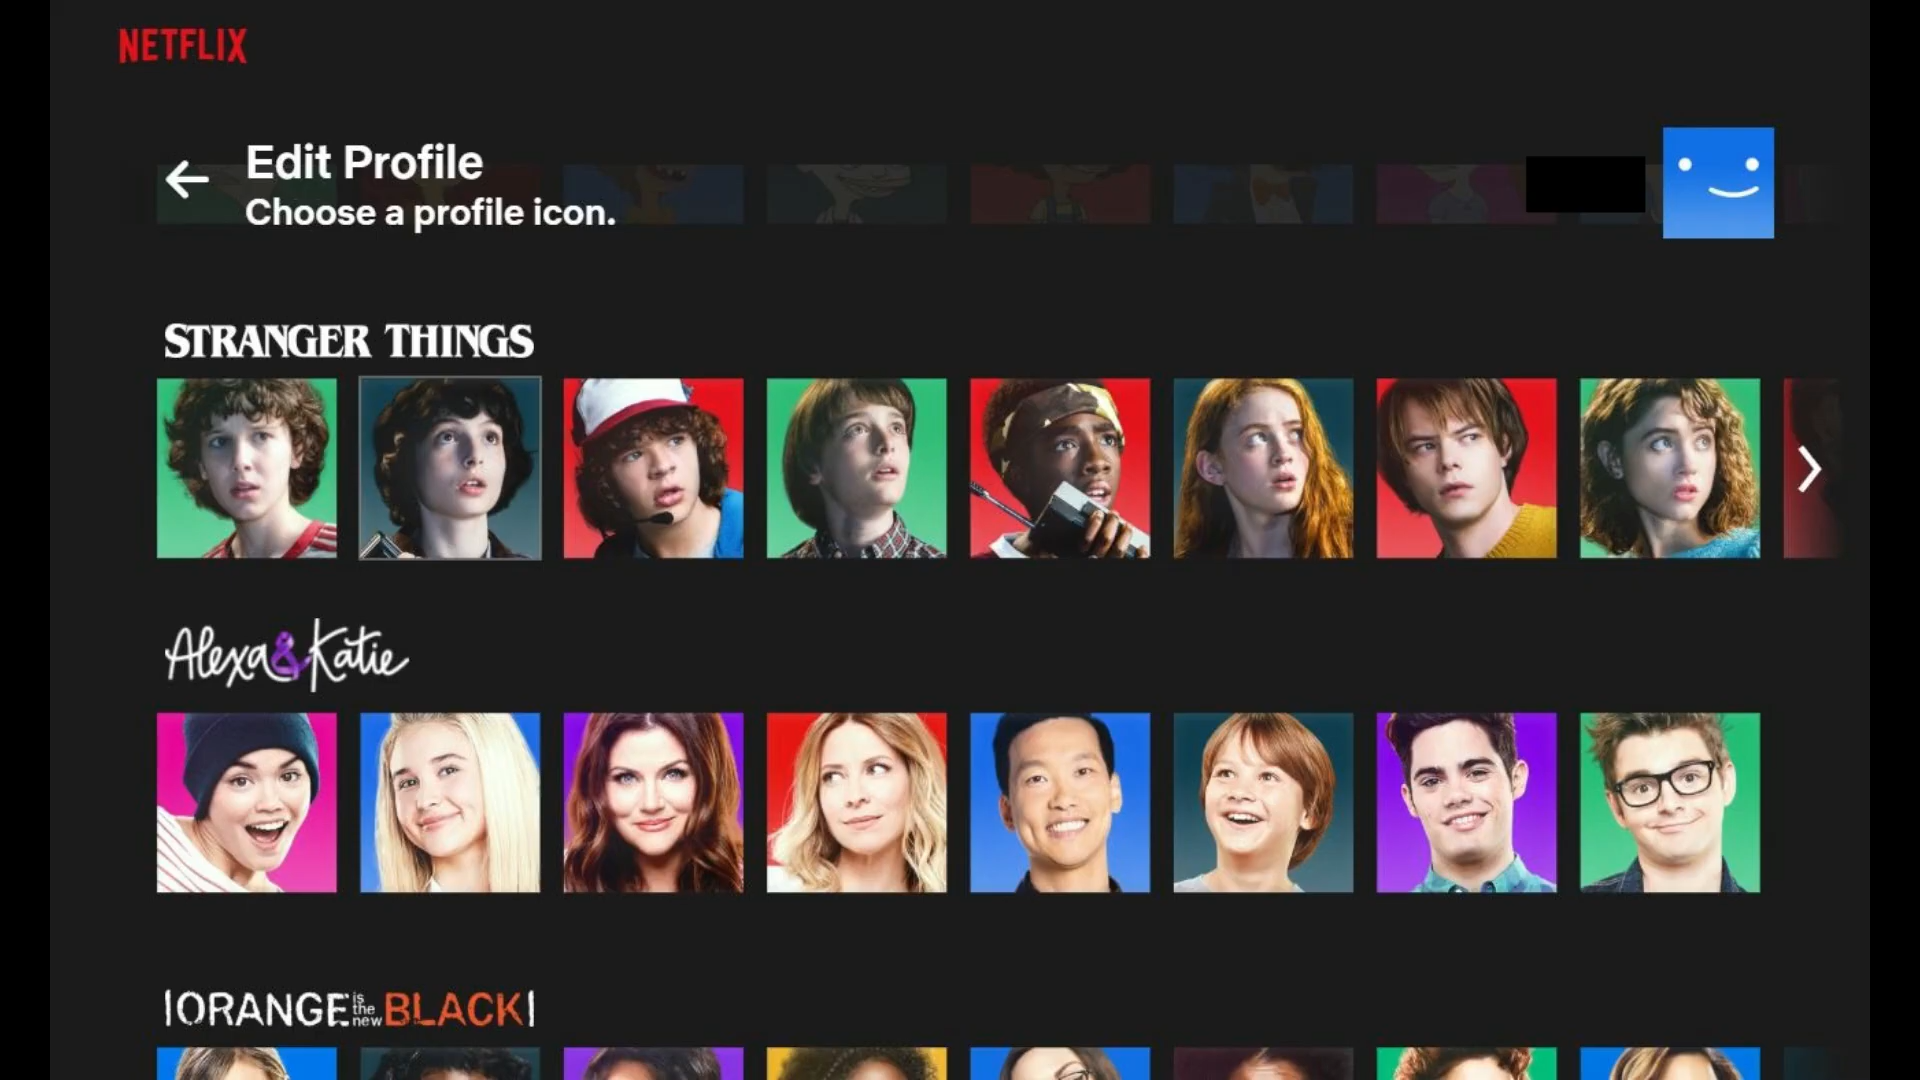 NETFLIX
Edit Profile
Choose a profile icon.
STRANGER THINGS
Alexa & Katie
ORANGE is the new BLACK